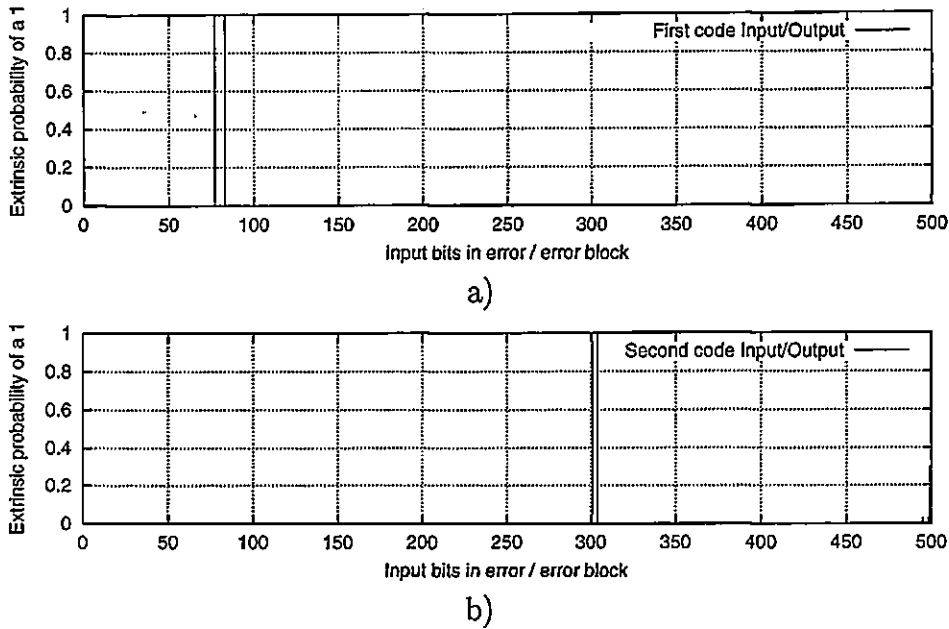 Extrinsic probability of a 1
First code Input/Output
1
0.8
0.6
0.4
0.2
0
0 50 100 150 200 250 300 350 400 450 500
Input bits in error / error block
a)
Extrinsic probability of a 1
Second code Input/Output
1
0.8
0.6
0.4
0.2
0
0 50 100 150 200 250 300 350 400 450 500
Input bits in error / error block
b)